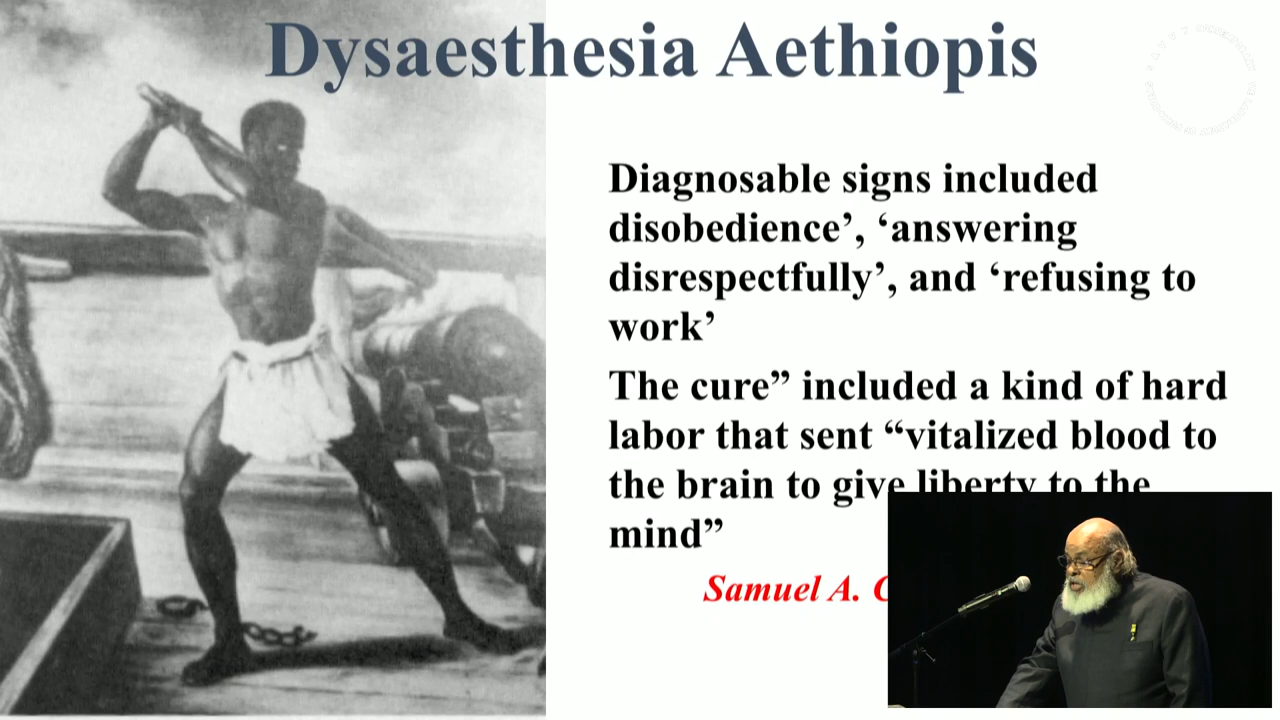 Dysaesthesia Aethiopis
Diagnosable signs included
disobedience’, ‘answering
disrespectfully’, and ‘refusing to
work’
The cure” included a kind of hard
labor that sent “vitalized blood to
the brain to give liberty to the
mind”
Samuel A.